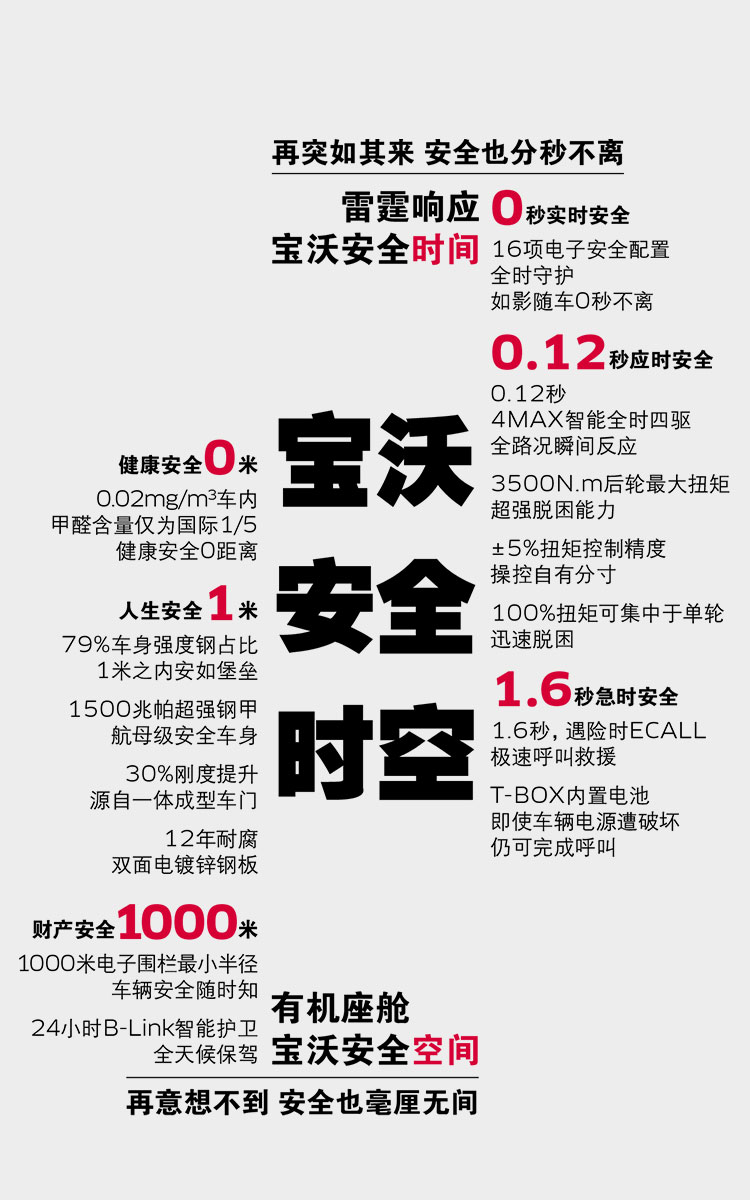 再突如其来 安全也分秒不离
雷霆响应
宝沃安全时间
0秒实时安全
16项电子安全配置
全时守护
如影随车0秒不离
0.12秒应时安全
0.12秒
4MAX智能全时四驱
全路况瞬间反应
3500N.m后轮最大扭矩
超强脱困能力
±5%扭矩控制精度
操控自有分寸
100%扭矩可集中于单轮
迅速脱困
1.6秒急时安全
1.6秒，遇险时ECALL
极速呼叫救援
T-BOX内置电池
即使车辆电源遭破坏
仍可完成呼叫
宝沃
安全
时空
健康安全0米
0.02mg/m³车内
甲醛含量仅为国际1/5
健康安全0距离
人生安全1米
79%车身强度钢占比
1米之内安如堡垒
1500兆帕超强钢甲
航母级安全车身
30%刚度提升
源自一体成型车门
12年耐腐
双面电镀锌钢板
财产安全1000米
1000米电子围栏最小半径
车辆安全随时知
24小时B-Link智能护卫
全天候保驾
有机座舱
宝沃安全空间
再意想不到 安全也毫厘无间